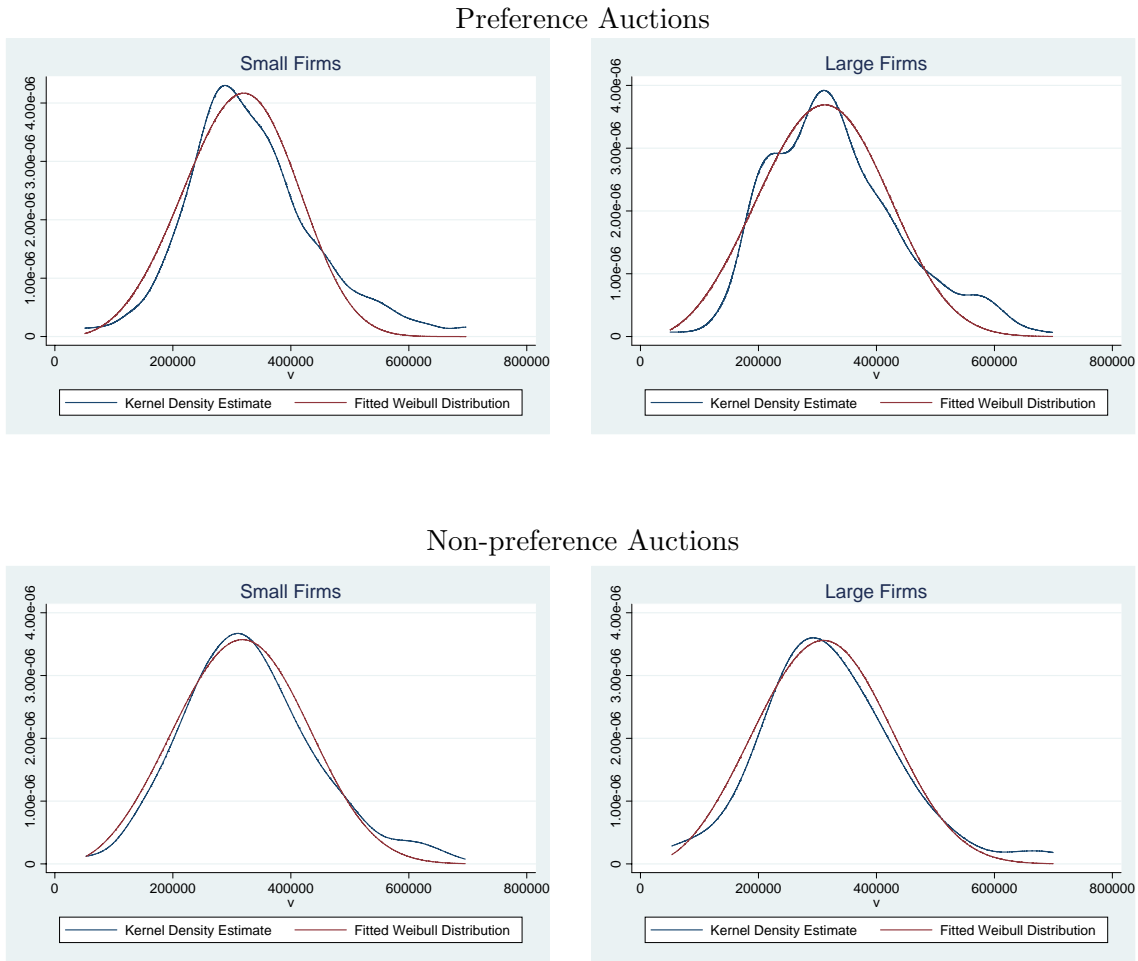 Preference Auctions
Small Firms
0 1.00e-06 2.00e-06 3.00e-06 4.00e-06
0 200000 400000 600000 800000
v
Kernel Density Estimate Fitted Weibull Distribution
Large Firms
0 1.00e-06 2.00e-06 3.00e-06 4.00e-06
0 200000 400000 600000 800000
v
Kernel Density Estimate Fitted Weibull Distribution
Non-preference Auctions
Small Firms
0 1.00e-06 2.00e-06 3.00e-06 4.00e-06
0 200000 400000 600000 800000
v
Kernel Density Estimate Fitted Weibull Distribution
Large Firms
0 1.00e-06 2.00e-06 3.00e-06 4.00e-06
0 200000 400000 600000 800000
v
Kernel Density Estimate Fitted Weibull Distribution